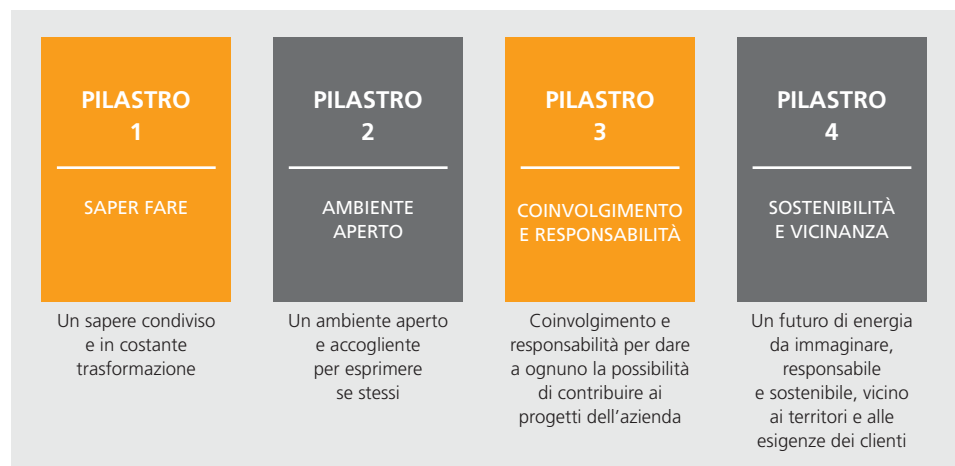 PILASTRO
1
SAPER FARE
Un sapere condiviso
e in costante
trasformazione
PILASTRO
2
AMBIENTE
APERTO
Un ambiente aperto
e accogliente
per esprimere
se stessi
PILASTRO
3
COINVOLGIMENTO
E RESPONSABILITÀ
Coinvolgimento e
responsabilità per dare
a ognuno la possibilità
di contribuire ai
progetti dell'azienda
PILASTRO
4
SOSTENIBILITÀ
E VICINANZA
Un futuro di energia
da immaginare,
responsabile
e sostenibile, vicino
ai territori e alle
esigenze dei clienti